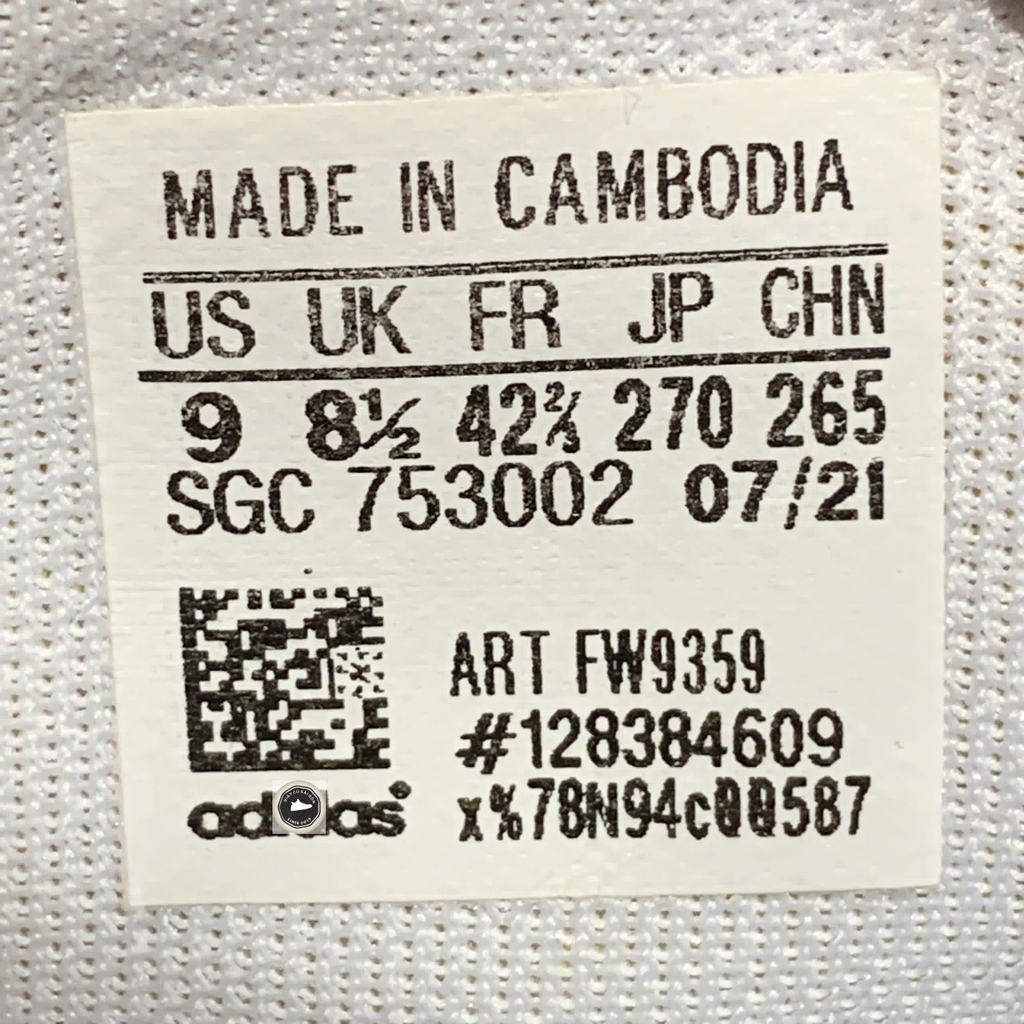 MADE IN CAMBODIA
US UK FR JP CHN
9 8½ 42⅔ 270 265
SGC 753002 07/21
ART FW9359
#128384609
adidas®
x%78N94c00587